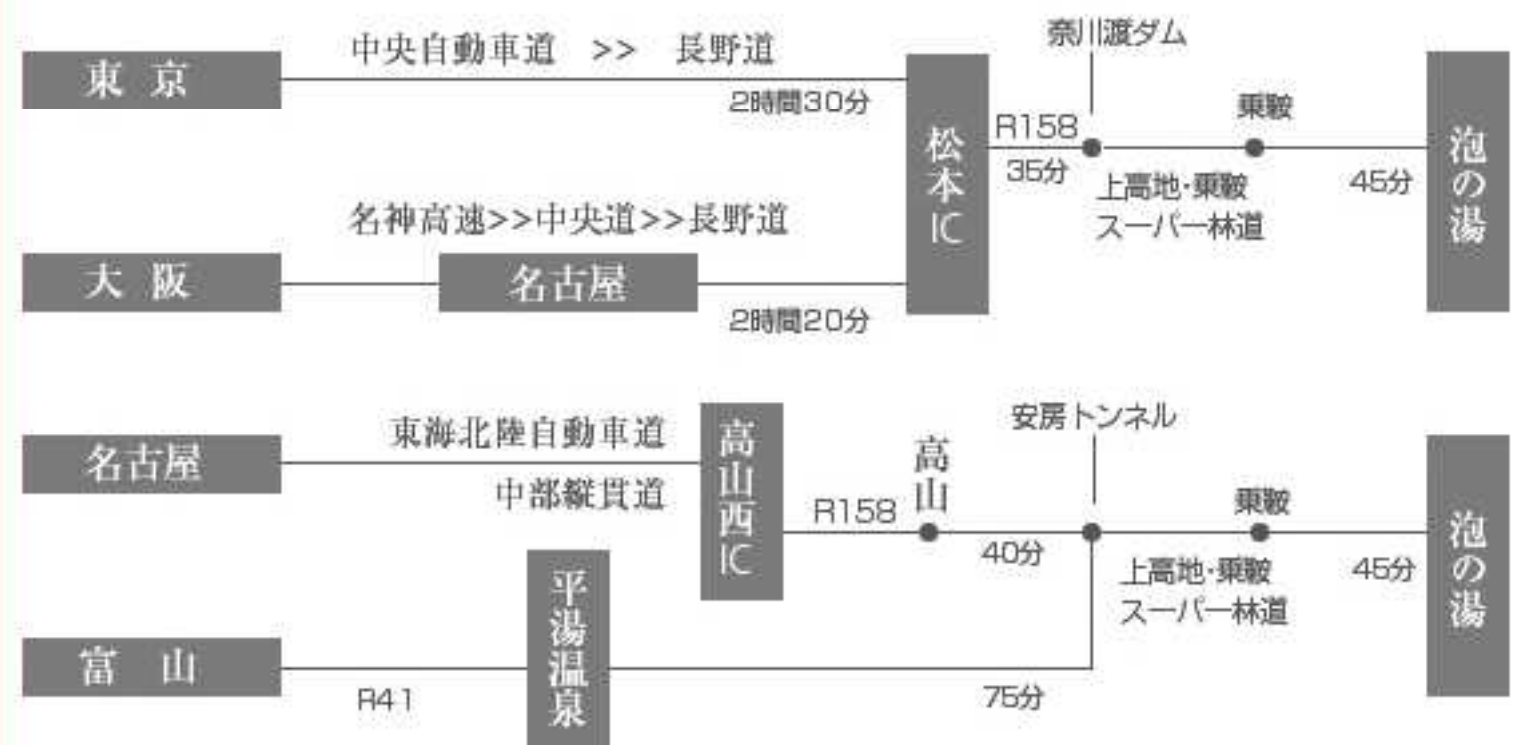 東京
中央自動車道 >> 長野道
2時間30分
大阪
名神高速>>中央道>>長野道
名古屋
2時間20分
松本IC
R158
35分
奈川渡ダム
上高地・乗鞍
スーパー林道
乗鞍
45分
泡の湯
名古屋
東海北陸自動車道
中部縦貫道
高山西IC
R158
高山
40分
安房トンネル
上高地・乗鞍
スーパー林道
乗鞍
45分
泡の湯
富山
R41
平湯温泉
75分